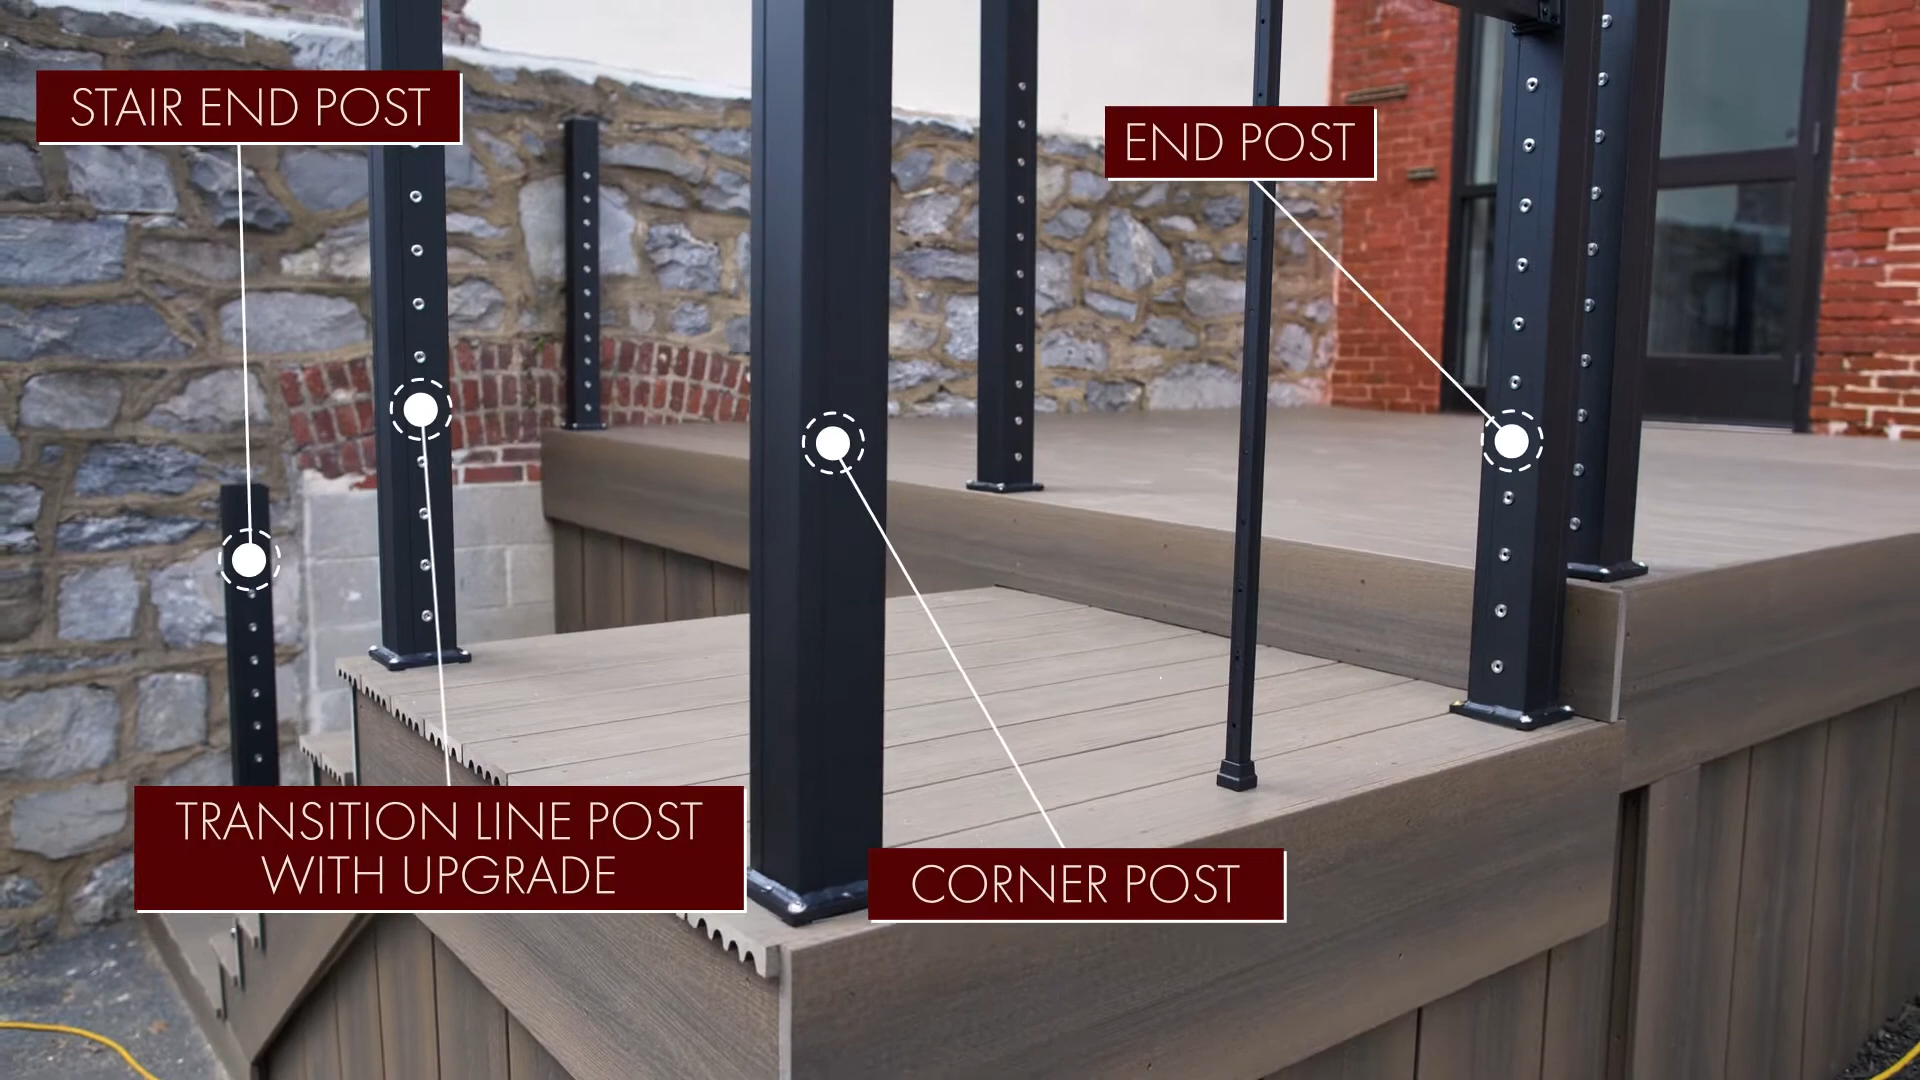 STAIR END POST
END POST
TRANSITION LINE POST
WITH UPGRADE
CORNER POST